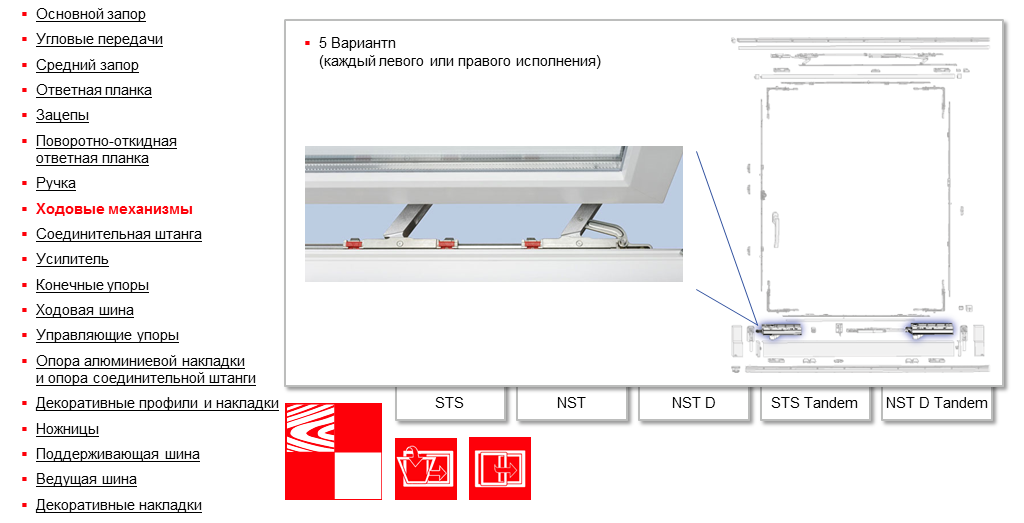 Основной запор
Угловые передачи
Средний запор
Ответная планка
Зацепы
Поворотно-откидная
ответная планка
Ручка
Ходовые механизмы
Соединительная штанга
Усилитель
Конечные упоры
Ходовая шина
Управляющие упоры
Опора алюминиевой накладки
и опора соединительной штанги
Декоративные профили и накладки
Ножницы
Поддерживающая шина
Ведущая шина
Декоративные накладки
5 Вариантn
(каждый левого или правого исполнения)
STS
NST
NST D
STS Tandem
NST D Tandem